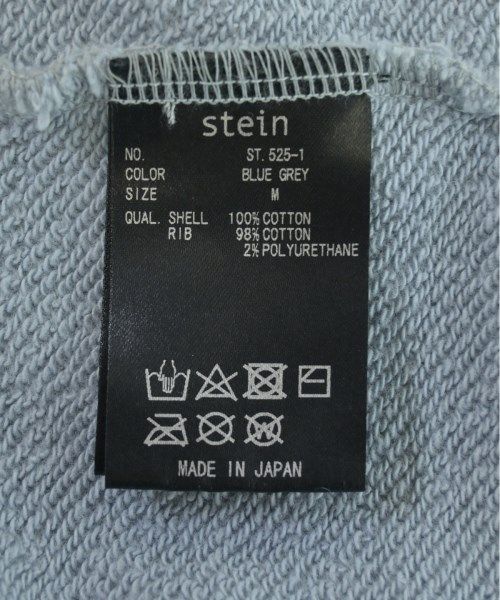 stein
NO. ST.525-1
COLOR BLUE GREY
SIZE M
QUAL. SHELL 100%COTTON
RIB 98%COTTON
2%POLYURETHANE
W
MADE IN JAPAN